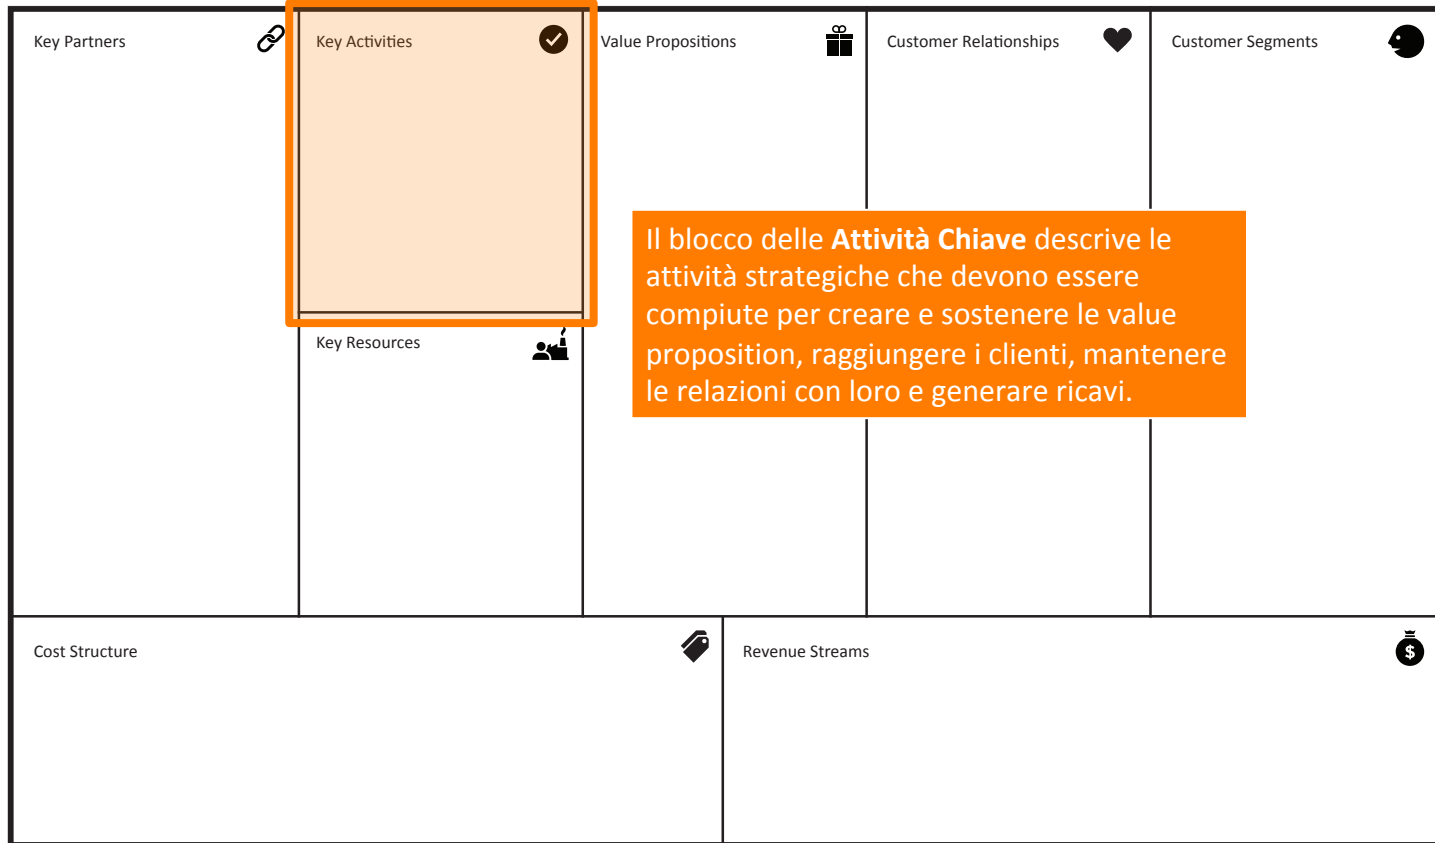 Key Partners
Key Activities
Value Propositions
Customer Relationships
Customer Segments
Il blocco delle Attività Chiave descrive le
attività strategiche che devono essere
compiute per creare e sostenere le value
proposition, raggiungere i clienti, mantenere
le relazioni con loro e generare ricavi.
Key Resources
Cost Structure
Revenue Streams
$